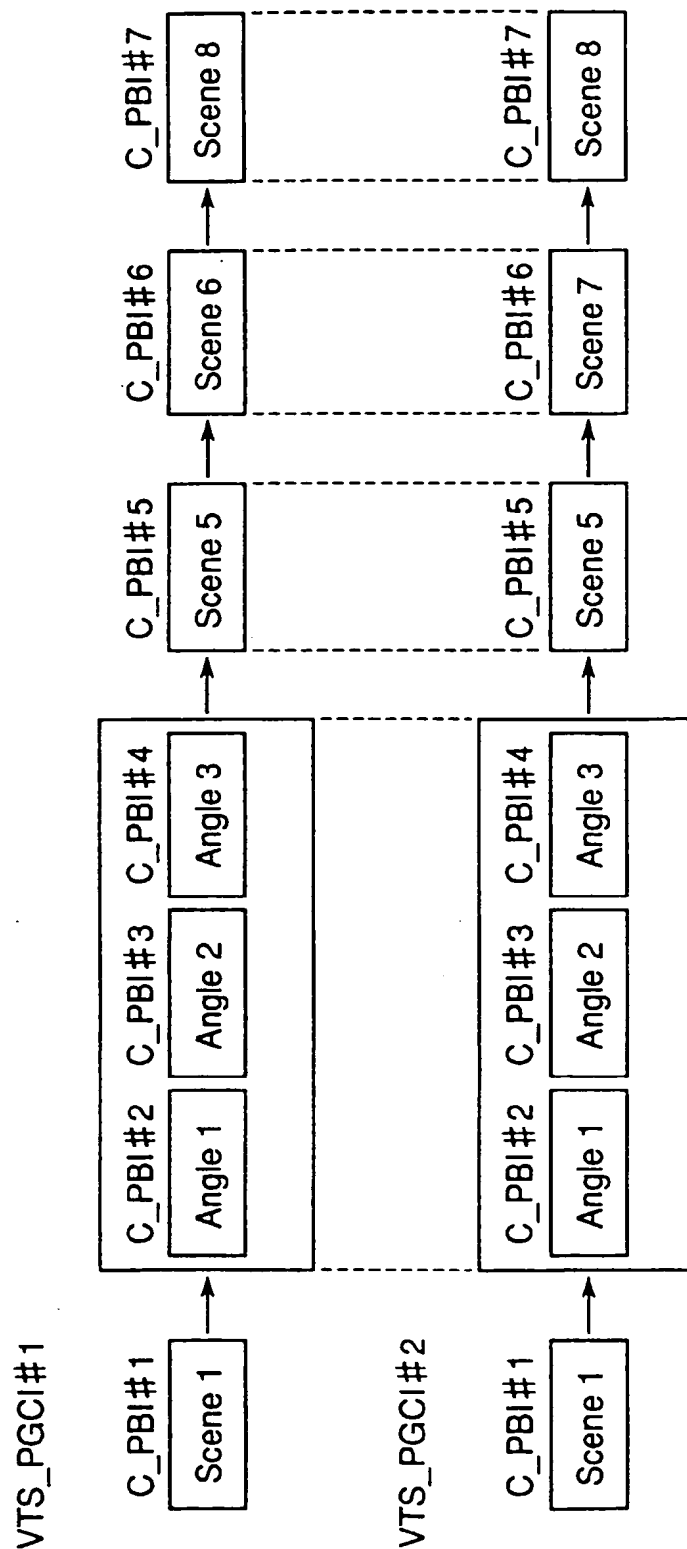 VTS_PGCI#1
C_PBI#1
Scene 1
C_PBI#2
Angle 1
C_PBI#3
Angle 2
C_PBI#4
Angle 3
C_PBI#5
Scene 5
C_PBI#6
Scene 6
C_PBI#7
Scene 8
VTS_PGCI#2
C_PBI#1
Scene 1
C_PBI#2
Angle 1
C_PBI#3
Angle 2
C_PBI#4
Angle 3
C_PBI#5
Scene 5
C_PBI#6
Scene 7
C_PBI#7
Scene 8